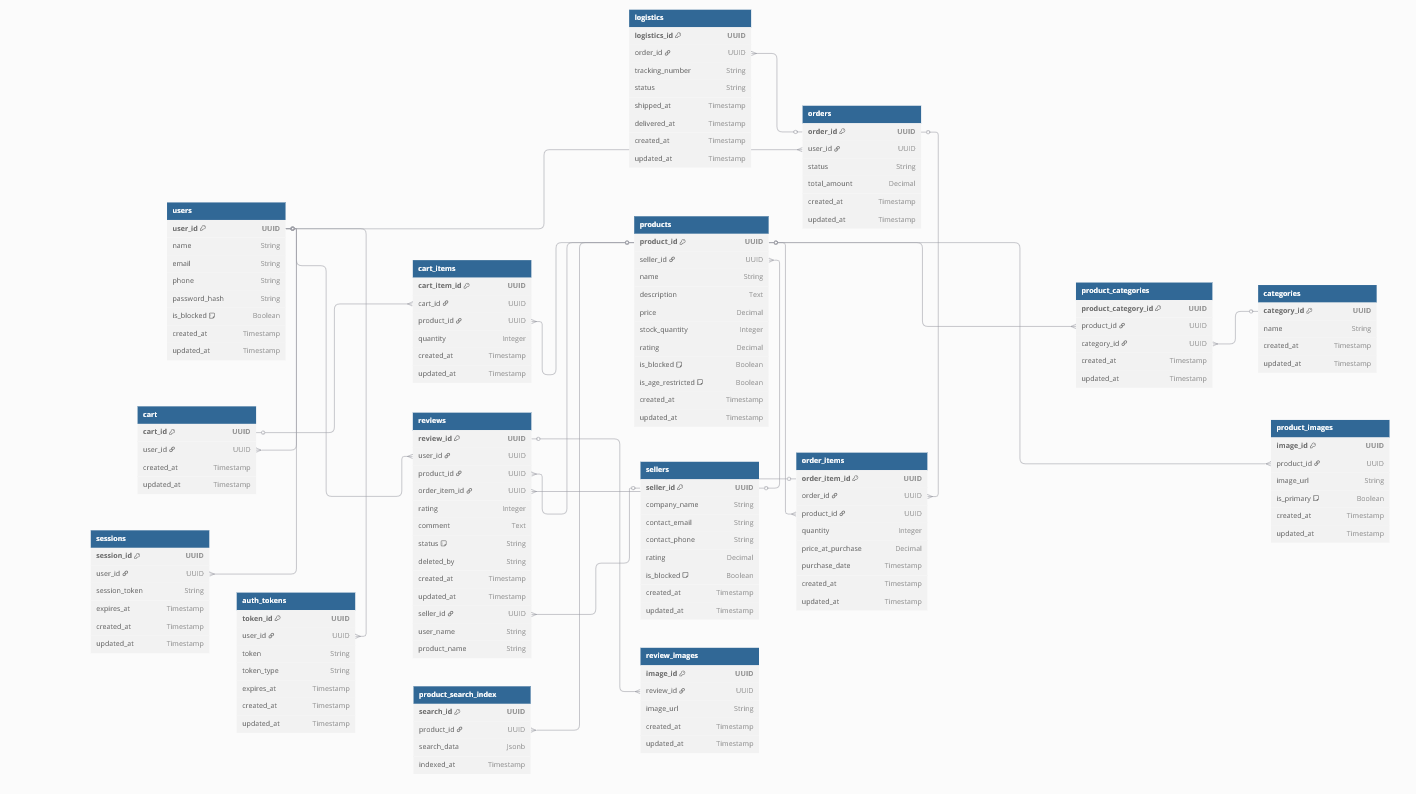 logistics
logistics_id UUID
order_id UUID
tracking_number String
status String
shipped_at Timestamp
delivered_at Timestamp
created_at Timestamp
updated_at Timestamp
orders
order_id UUID
user_id UUID
status String
total_amount Decimal
created_at Timestamp
updated_at Timestamp
users
user_id UUID
name String
email String
phone String
password_hash String
is_blocked Boolean
created_at Timestamp
updated_at Timestamp
products
product_id UUID
seller_id UUID
name String
description Text
price Decimal
stock_quantity Integer
rating Decimal
is_blocked Boolean
is_age_restricted Boolean
created_at Timestamp
updated_at Timestamp
cart_items
cart_item_id UUID
cart_id UUID
product_id UUID
quantity Integer
created_at Timestamp
updated_at Timestamp
product_categories
product_category_id UUID
product_id UUID
category_id UUID
created_at Timestamp
updated_at Timestamp
categories
category_id UUID
name String
created_at Timestamp
updated_at Timestamp
cart
cart_id UUID
user_id UUID
created_at Timestamp
updated_at Timestamp
reviews
review_id UUID
user_id UUID
product_id UUID
order_item_id UUID
rating Integer
comment Text
status String
deleted_by String
created_at Timestamp
updated_at Timestamp
seller_id UUID
user_name String
product_name String
product_images
image_id UUID
product_id UUID
image_url String
is_primary Boolean
created_at Timestamp
updated_at Timestamp
sellers
seller_id UUID
company_name String
contact_email String
contact_phone String
rating Decimal
is_blocked Boolean
created_at Timestamp
updated_at Timestamp
order_items
order_item_id UUID
order_id UUID
product_id UUID
quantity Integer
price_at_purchase Decimal
purchase_date Timestamp
created_at Timestamp
updated_at Timestamp
sessions
session_id UUID
user_id UUID
session_token String
expires_at Timestamp
created_at Timestamp
updated_at Timestamp
auth_tokens
token_id UUID
user_id UUID
token String
token_type String
expires_at Timestamp
created_at Timestamp
updated_at Timestamp
review_images
image_id UUID
review_id UUID
image_url String
created_at Timestamp
updated_at Timestamp
product_search_index
search_id UUID
product_id UUID
search_data jsonb
indexed_at Timestamp